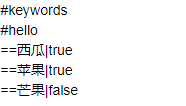 #keywords
#hello
==西瓜|true
==苹果|true
==芒果|false